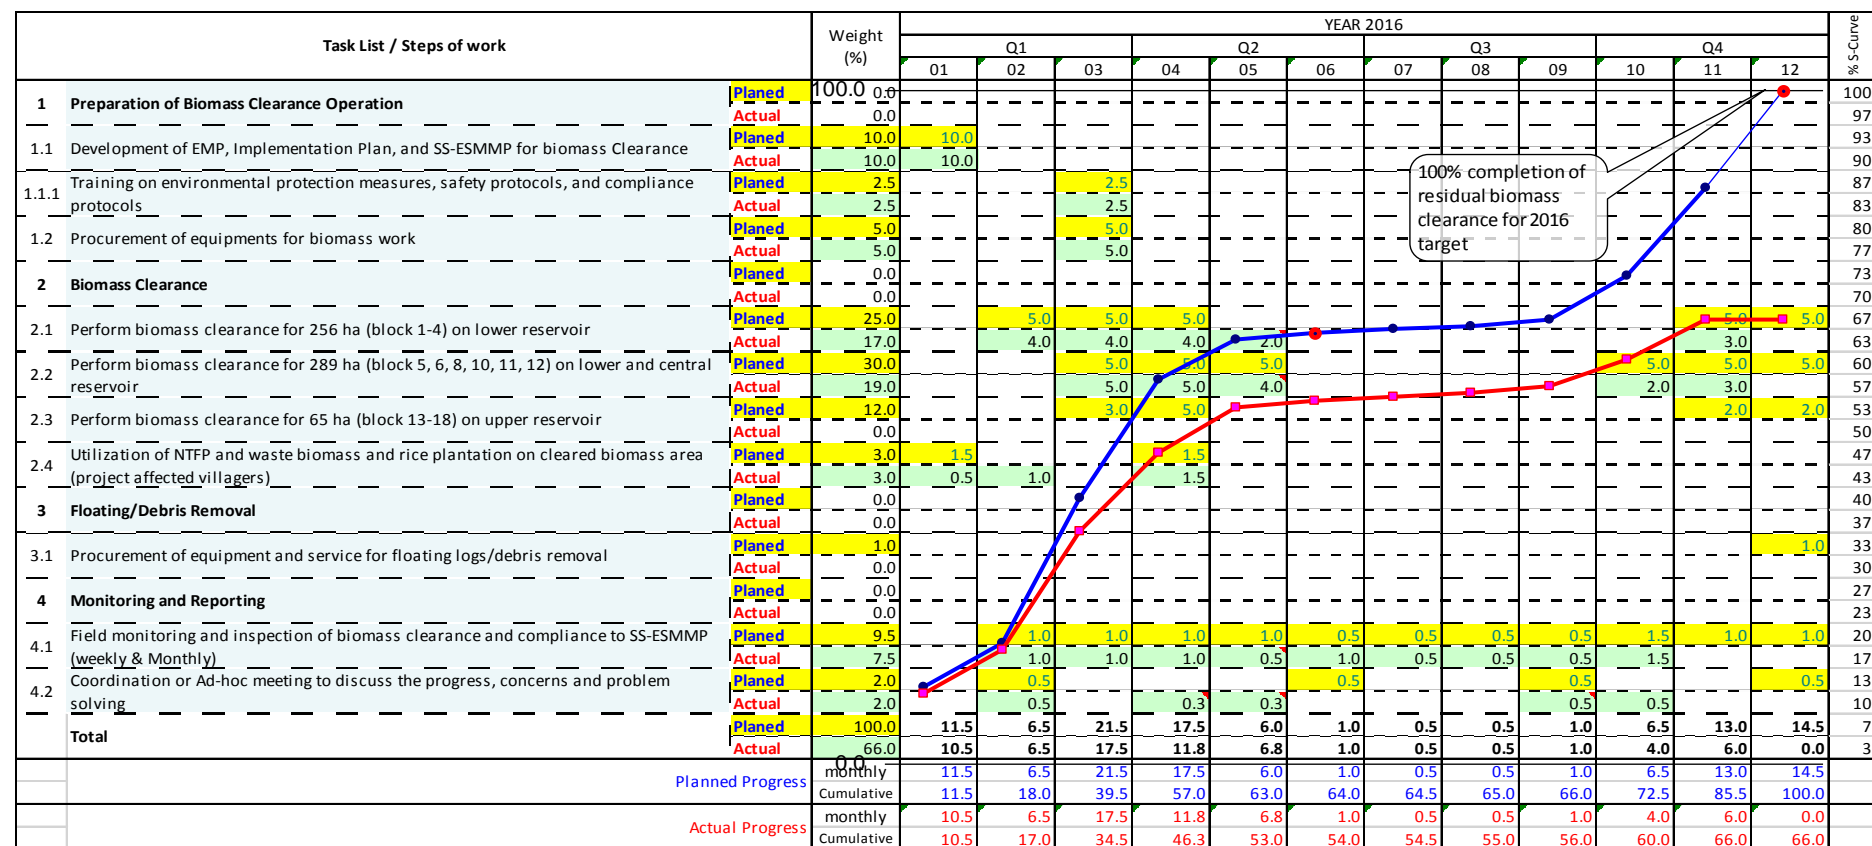 Task List / Steps of work Weight (%) YEAR 2016 % S-Curve
Q1 Q2 Q3 Q4
01 02 03 04 05 06 07 08 09 10 11 12
1 Preparation of Biomass Clearance Operation Planed 100.0 0.0 100
Actual 0.0 97
1.1 Development of EMP, Implementation Plan, and SS-ESMMP for biomass Clearance Planed 10.0 10.0 93
Actual 10.0 10.0 90
100% completion of
residual biomass
clearance for 2016
target
1.1.1 Training on environmental protection measures, safety protocols, and compliance Planed 2.5 2.5 87
protocols Actual 2.5 2.5 83
1.2 Procurement of equipments for biomass work Planed 5.0 5.0 80
Actual 5.0 5.0 77
2 Biomass Clearance Planed 0.0 73
Actual 0.0 70
2.1 Perform biomass clearance for 256 ha (block 1-4) on lower reservoir Planed 25.0 5.0 5.0 5.0 5.0 5.0 67
Actual 17.0 4.0 4.0 4.0 2.0 3.0 63
2.2 Perform biomass clearance for 289 ha (block 5, 6, 8, 10, 11, 12) on lower and central Planed 30.0 5.0 5.0 5.0 5.0 5.0 5.0 60
reservoir Actual 19.0 5.0 5.0 4.0 2.0 3.0 57
2.3 Perform biomass clearance for 65 ha (block 13-18) on upper reservoir Planed 12.0 3.0 5.0 2.0 2.0 53
Actual 0.0 50
2.4 Utilization of NTFP and waste biomass and rice plantation on cleared biomass area Planed 3.0 1.5 1.5 47
(project affected villagers) Actual 3.0 0.5 1.0 1.5 43
3 Floating/Debris Removal Planed 0.0 40
Actual 0.0 37
3.1 Procurement of equipment and service for floating logs/debris removal Planed 1.0 1.0 33
Actual 0.0 30
4 Monitoring and Reporting Planed 0.0 27
Actual 0.0 23
4.1 Field monitoring and inspection of biomass clearance and compliance to SS-ESMMP Planed 9.5 1.0 1.0 1.0 1.0 0.5 0.5 0.5 0.5 1.5 1.0 1.0 20
(weekly & Monthly) Actual 7.5 1.0 1.0 1.0 0.5 1.0 0.5 0.5 0.5 1.5 17
4.2 Coordination or Ad-hoc meeting to discuss the progress, concerns and problem Planed 2.0 0.5 0.5 0.5 0.5 13
solving Actual 2.0 0.5 0.3 0.3 0.5 0.5 10
Total Planed 100.0 11.5 6.5 21.5 17.5 6.0 1.0 0.5 0.5 1.0 6.5 13.0 14.5 7
Actual 66.0 10.5 6.5 17.5 11.8 6.8 1.0 0.5 0.5 1.0 4.0 6.0 0.0 3
0.0
Planned Progress monthly 11.5 6.5 21.5 17.5 6.0 1.0 0.5 0.5 1.0 6.5 13.0 14.5
Cumulative 11.5 18.0 39.5 57.0 63.0 64.0 64.5 65.0 66.0 72.5 85.5 100.0
Actual Progress monthly 10.5 6.5 17.5 11.8 6.8 1.0 0.5 0.5 1.0 4.0 6.0 0.0
Cumulative 10.5 17.0 34.5 46.3 53.0 54.0 54.5 55.0 56.0 60.0 66.0 66.0